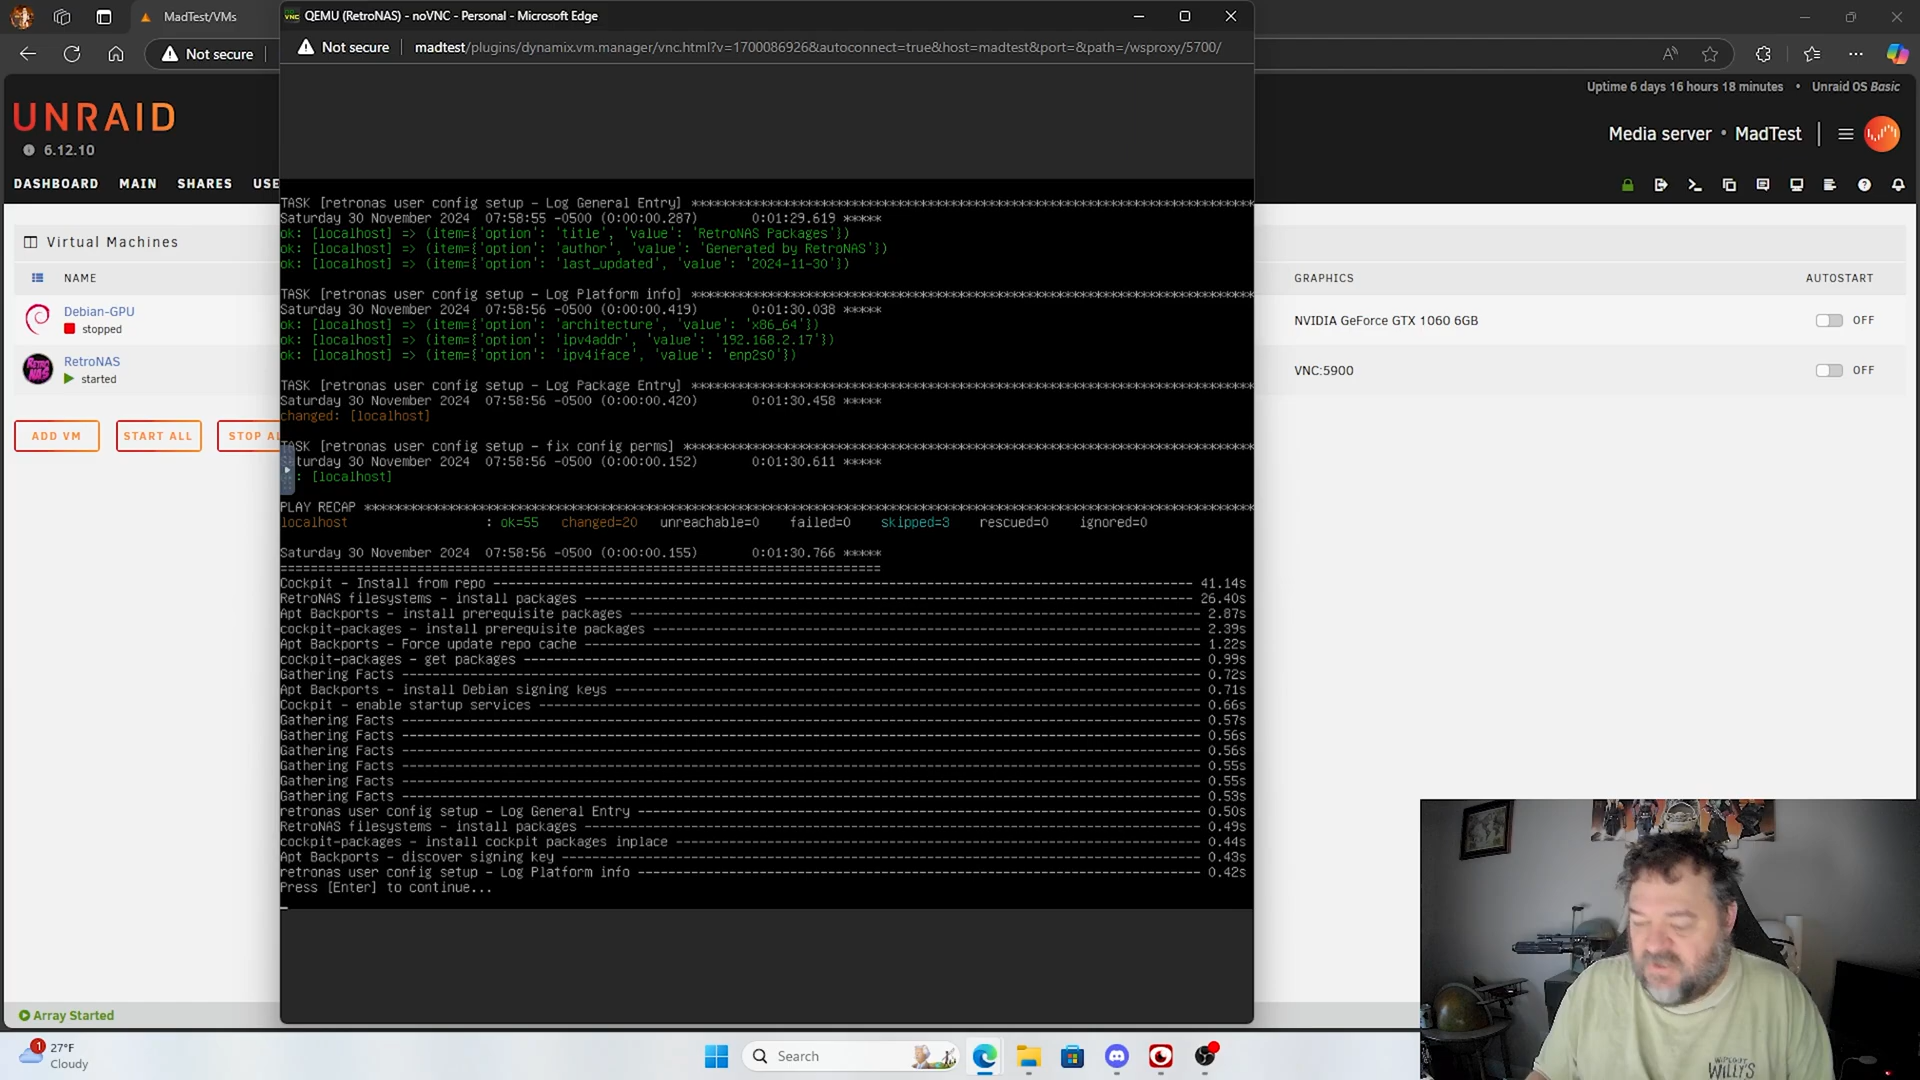 MadTest/VMs
QEMU (RetroNAS) - noVNC - Personal - Microsoft Edge
Not secure
Not secure
madtest/plugins/dynamix.vm.manager/vnc.html?v=1700086926&autoconnect=true&host=madtest&port=&path=/wsproxy/5700/
UNRAID
6.12.10
Uptime 6 days 16 hours 18 minutes • Unraid OS Basic
Media server • MadTest
DASHBOARD MAIN SHARES USE
Virtual Machines
NAME
GRAPHICS
AUTOSTART
Debian-GPU
stopped
NVIDIA GeForce GTX 1060 6GB
OFF
RetroNAS
started
VNC:5900
OFF
ADD VM
START ALL
STOP AL
TASK [retronas user config setup - Log General Entry] ****
Saturday 30 November 2024  07:58:55 -0500 (0:00:00.287)       0:01:29.619 *****
ok: [localhost] => (item={'option': 'title', 'value': 'RetroNAS Packages'})
ok: [localhost] => (item={'option': 'author', 'value': 'Generated by RetroNAS'})
ok: [localhost] => (item={'option': 'last_updated', 'value': '2024-11-30'})
TASK [retronas user config setup - Log Platform info] ****
Saturday 30 November 2024  07:58:56 -0500 (0:00:00.419)       0:01:30.038 *****
ok: [localhost] => (item={'option': 'architecture', 'value': 'x86_64'})
ok: [localhost] => (item={'option': 'ipv4addr', 'value': '192.168.2.17'})
ok: [localhost] => (item={'option': 'ipv4iface', 'value': 'enp2s0'})
TASK [retronas user config setup - Log Package Entry] ****
Saturday 30 November 2024  07:58:56 -0500 (0:00:00.420)       0:01:30.458 *****
changed: [localhost]
TASK [retronas user config setup - fix config perms] ****
turday 30 November 2024  07:58:56 -0500 (0:00:00.152)       0:01:30.611 *****
: [localhost]
PLAY RECAP ****
localhost                  : ok=55   changed=20   unreachable=0    failed=0    skipped=3    rescued=0    ignored=0
Saturday 30 November 2024  07:58:56 -0500 (0:00:00.155)       0:01:30.766 *****
====
Cockpit - Install from repo ---- 41.14s
RetroNAS filesystems - install packages ---- 26.40s
Apt Backports - install prerequisite packages ---- 2.87s
cockpit-packages - install prerequisite packages ---- 2.39s
Apt Backports - Force update repo cache ---- 1.22s
cockpit-packages - get packages ---- 0.99s
Gathering Facts ---- 0.72s
Apt Backports - install Debian signing keys ---- 0.71s
Cockpit - enable startup services ---- 0.66s
Gathering Facts ---- 0.57s
Gathering Facts ---- 0.56s
Gathering Facts ---- 0.56s
Gathering Facts ---- 0.55s
Gathering Facts ---- 0.55s
Gathering Facts ---- 0.53s
retronas user config setup - Log General Entry ---- 0.50s
RetroNAS filesystems - install packages ---- 0.49s
cockpit-packages - install cockpit packages inplace ---- 0.44s
Apt Backports - discover signing key ---- 0.43s
retronas user config setup - Log Platform info ---- 0.42s
Press [Enter] to continue...
Array Started
1
27°F
Cloudy
Search
WILLY'S